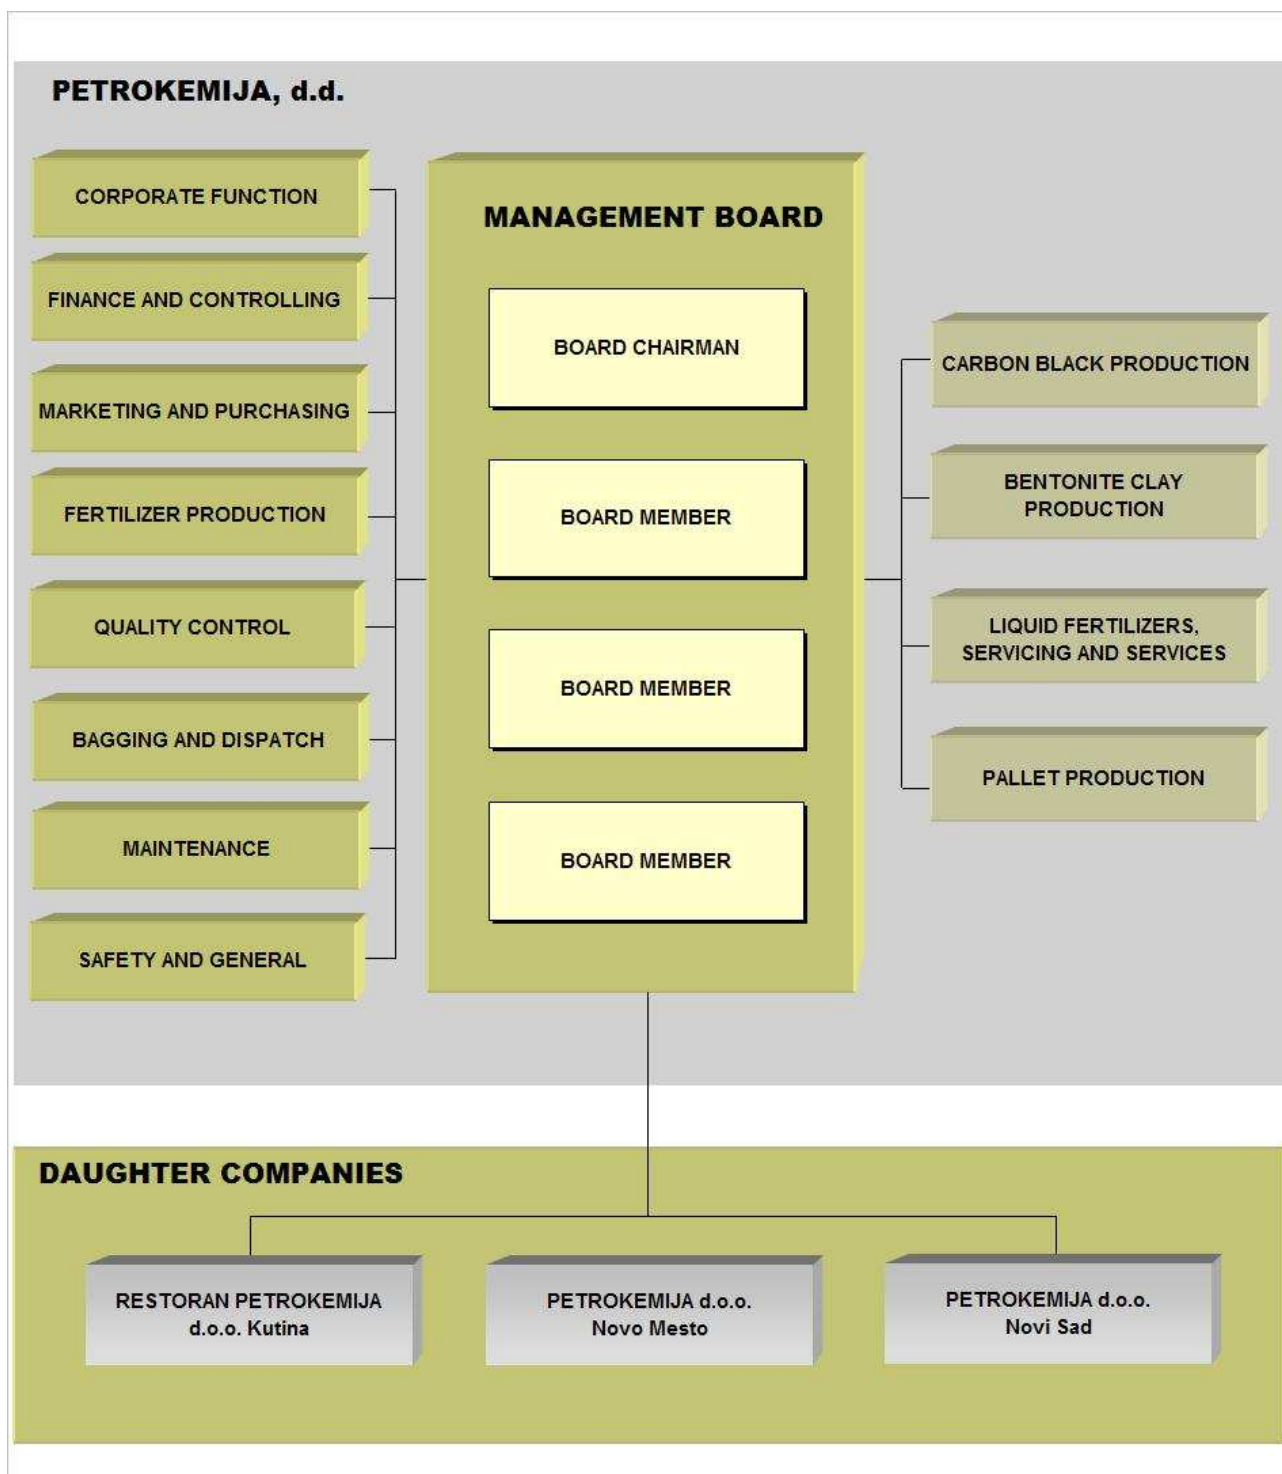 PETROKEMIJA, d.d.
CORPORATE FUNCTION
FINANCE AND CONTROLLING
MARKETING AND PURCHASING
FERTILIZER PRODUCTION
QUALITY CONTROL
BAGGING AND DISPATCH
MAINTENANCE
SAFETY AND GENERAL
MANAGEMENT BOARD
BOARD CHAIRMAN
BOARD MEMBER
BOARD MEMBER
BOARD MEMBER
CARBON BLACK PRODUCTION
BENTONITE CLAY
PRODUCTION
LIQUID FERTILIZERS,
SERVICING AND SERVICES
PALLET PRODUCTION
DAUGHTER COMPANIES
RESTORAN PETROKEMIJA
d.o.o. Kutina
PETROKEMIJA d.o.o.
Novo Mesto
PETROKEMIJA d.o.o.
Novi Sad